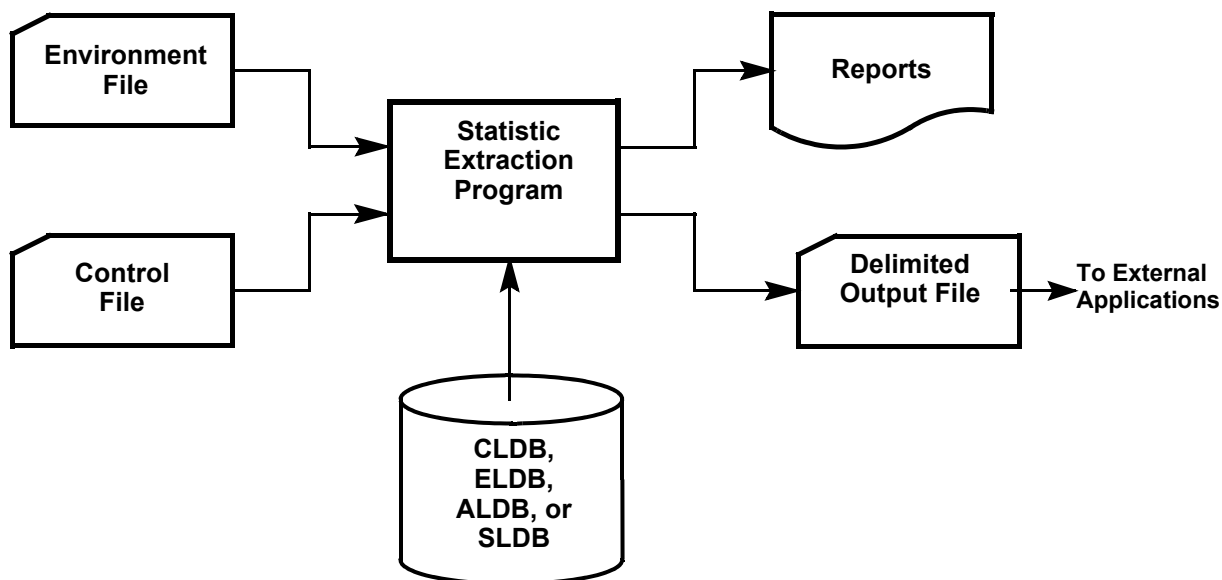 Environment
File
Reports
Statistic
Extraction
Program
Control
File
Delimited
Output File
To External
Applications
CLDB,
ELDB,
ALDB, or
SLDB